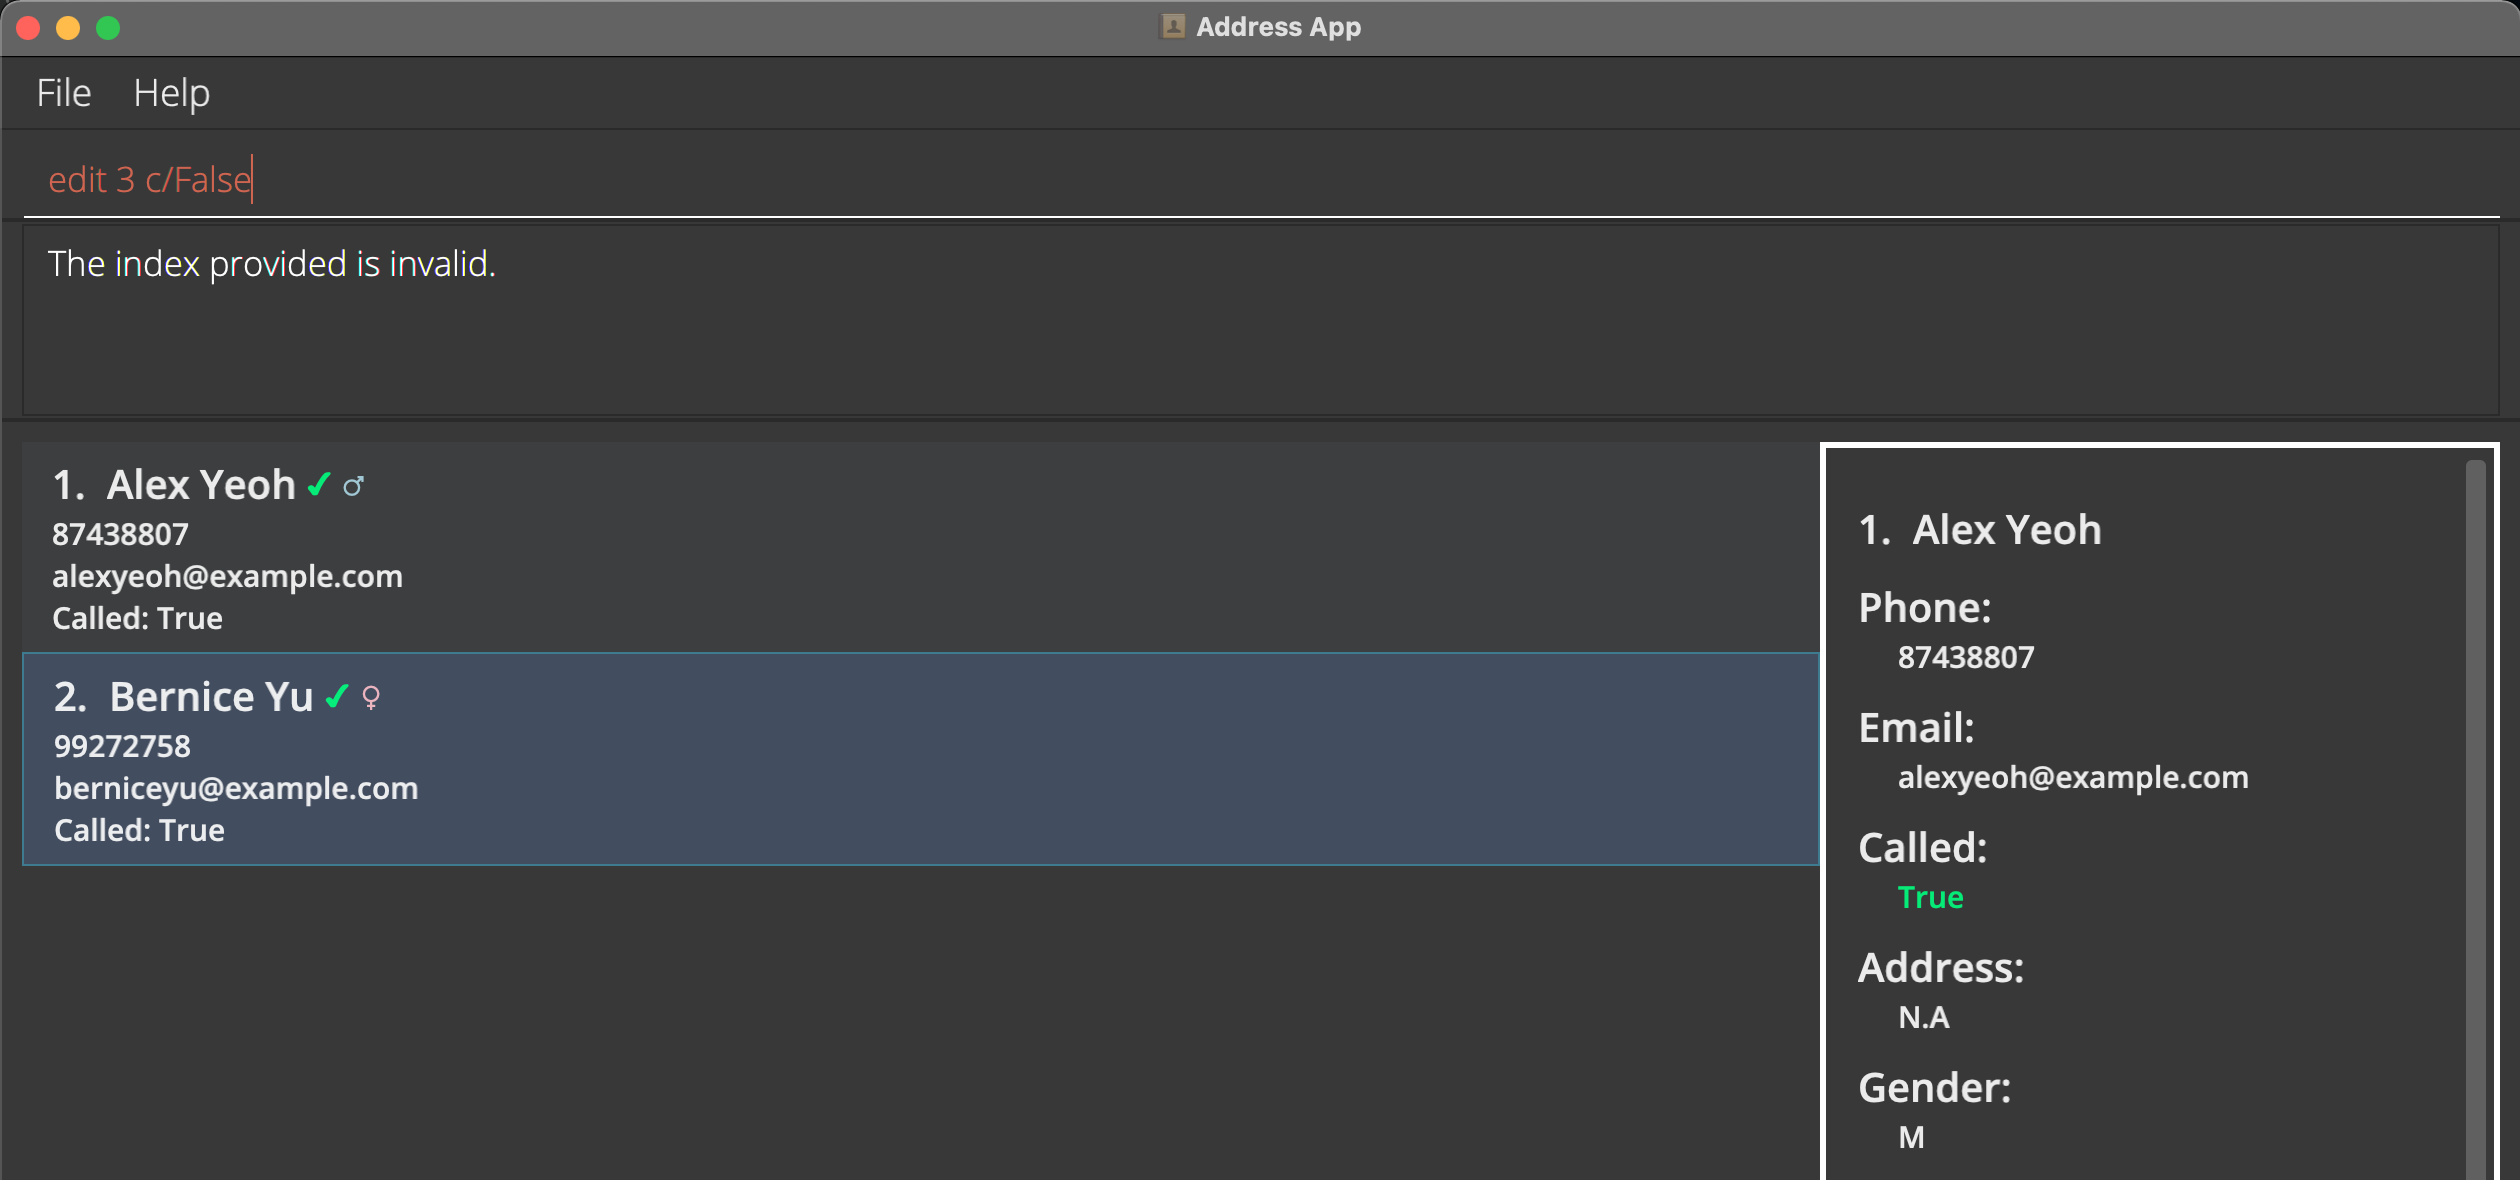 Address App
File Help
edit 3 c/False
The index provided is invalid.
1. Alex Yeoh ✔ ♂
87438807
alexyeoh@example.com
Called: True
2. Bernice Yu ✔ ♀
99272758
berniceyu@example.com
Called: True
1. Alex Yeoh
Phone:
87438807
Email:
alexyeoh@example.com
Called:
True
Address:
N.A
Gender:
M